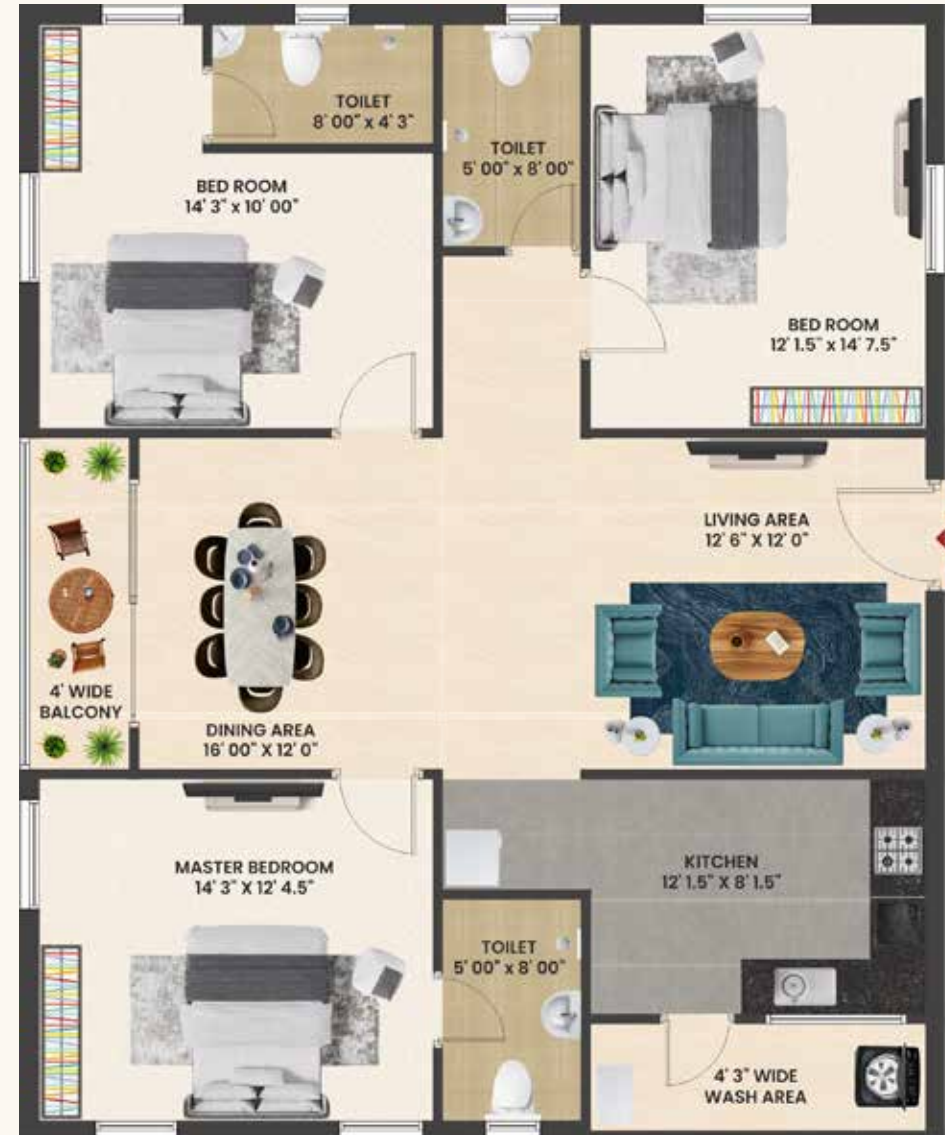 TOILET
8' 00" x 4' 3"
TOILET
5' 00" x 8' 00"
BED ROOM
14' 3" x 10' 00"
BED ROOM
12' 1.5" x 14' 7.5"
LIVING AREA
12' 6" X 12' 0"
4' WIDE
BALCONY
DINING AREA
16' 00" X 12' 0"
MASTER BEDROOM
14' 3" X 12' 4.5"
KITCHEN
12' 1.5" X 8' 1.5"
TOILET
5' 00" x 8' 00"
4' 3" WIDE
WASH AREA